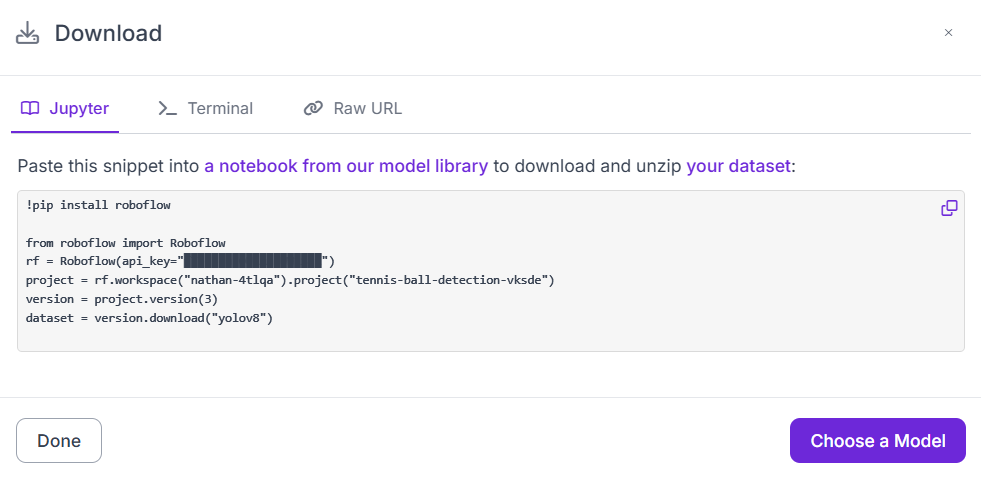 Download
×
Jupyter
Terminal
Raw URL
Paste this snippet into a notebook from our model library to download and unzip your dataset:
!pip install roboflow
from roboflow import Roboflow
rf = Roboflow(api_key="████████████████████")
project = rf.workspace("nathan-4tlqa").project("tennis-ball-detection-vksde")
version = project.version(3)
dataset = version.download("yolov8")
Done
Choose a Model